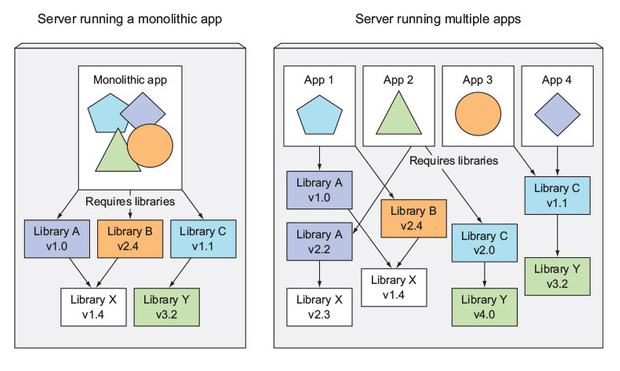 Server running a monolithic app
Server running multiple apps
Monolithic app
Requires libraries
Library A
v1.0
Library B
v2.4
Library C
v1.1
Library X
v1.4
Library Y
v3.2
App 1
App 2
App 3
App 4
Requires libraries
Library A
v1.0
Library B
v2.4
Library C
v1.1
Library A
v2.2
Library C
v2.0
Library X
v1.4
Library Y
v3.2
Library X
v2.3
Library Y
v4.0